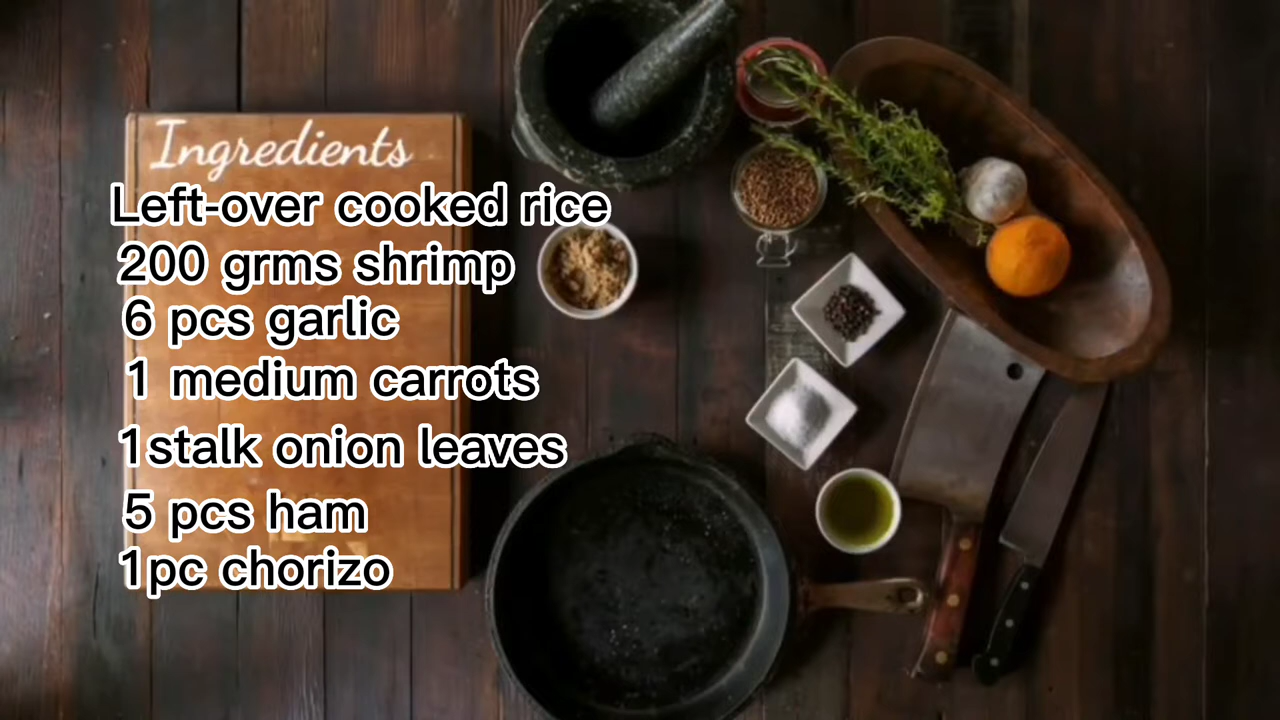 Ingredients
Left-over cooked rice
200 grms shrimp
6 pcs garlic
1 medium carrots
1stalk onion leaves
5 pcs ham
1pc chorizo